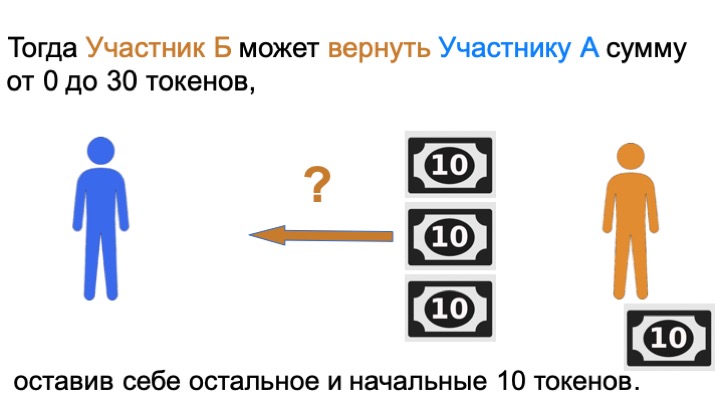 Тогда Участник Б может вернуть Участнику А сумму
от 0 до 30 токенов,
?
10
10
10
10
оставив себе остальное и начальные 10 токенов.